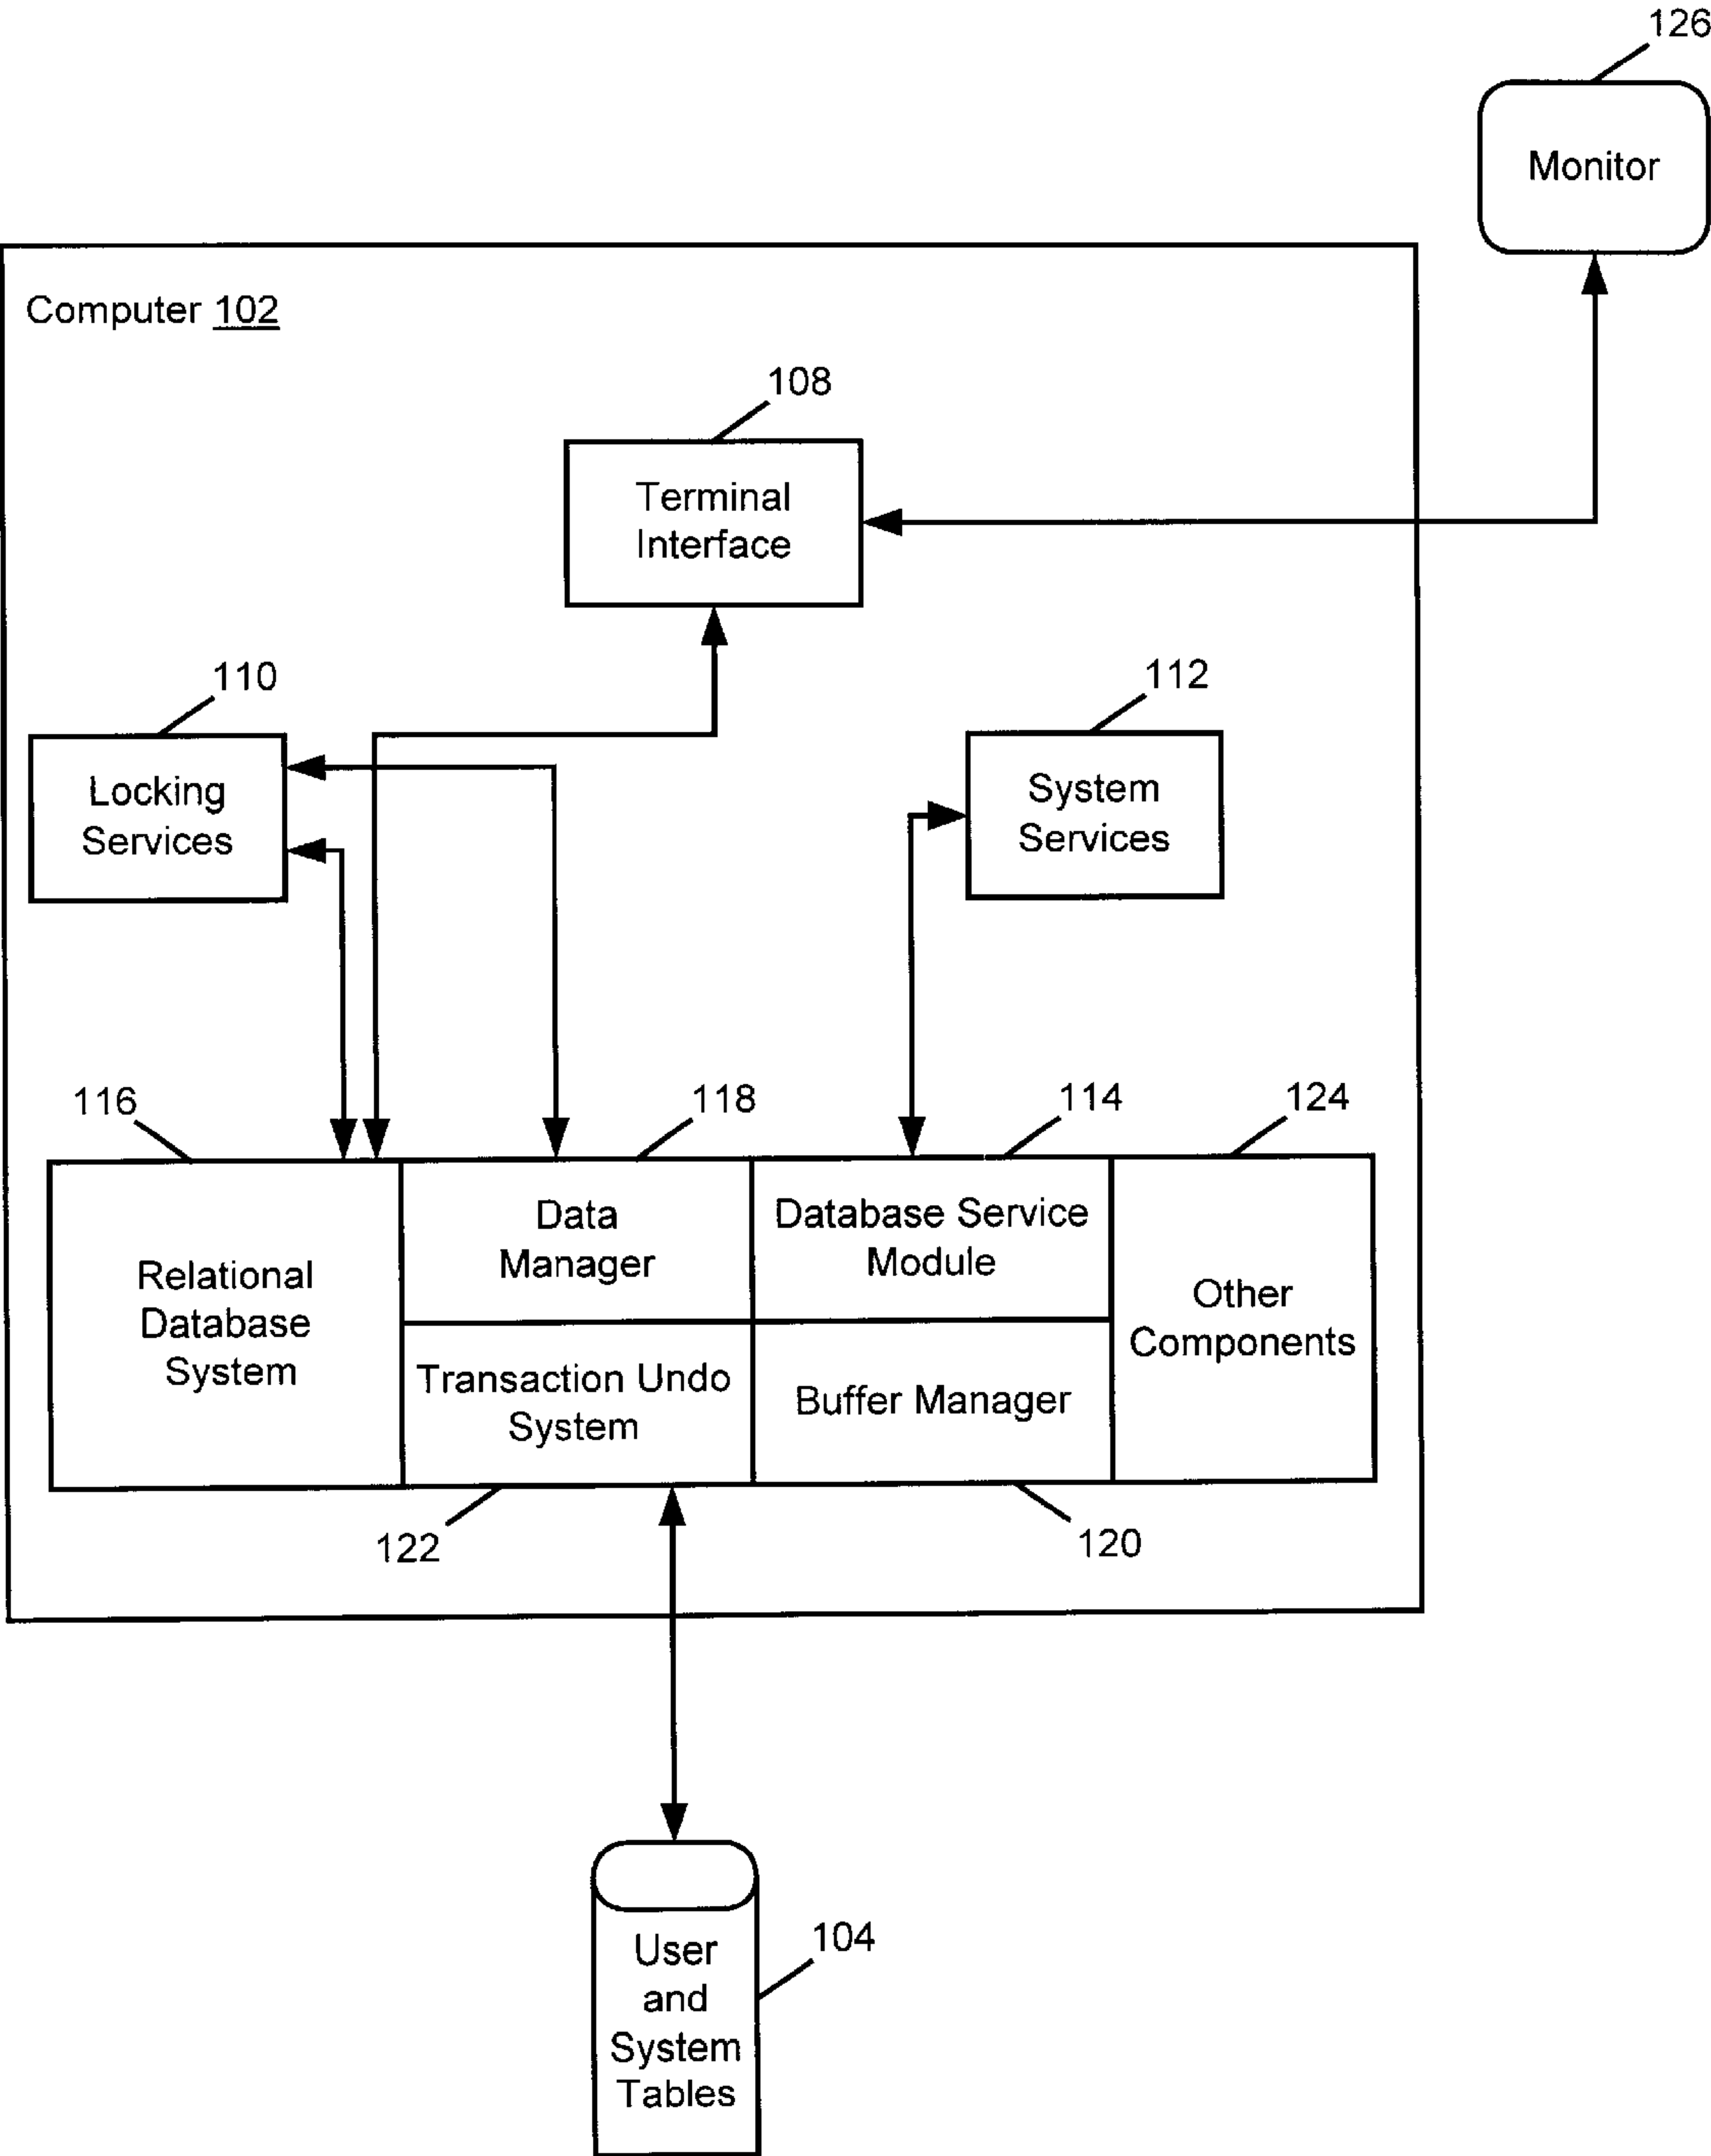 126
Monitor
Computer 102
108
Terminal
Interface
110
112
Locking
Services
System
Services
116
118
114
124
Relational
Database
System
Data
Manager
Database Service
Module
Other
Components
Transaction Undo
System
Buffer Manager
122
120
104
User
and
System
Tables